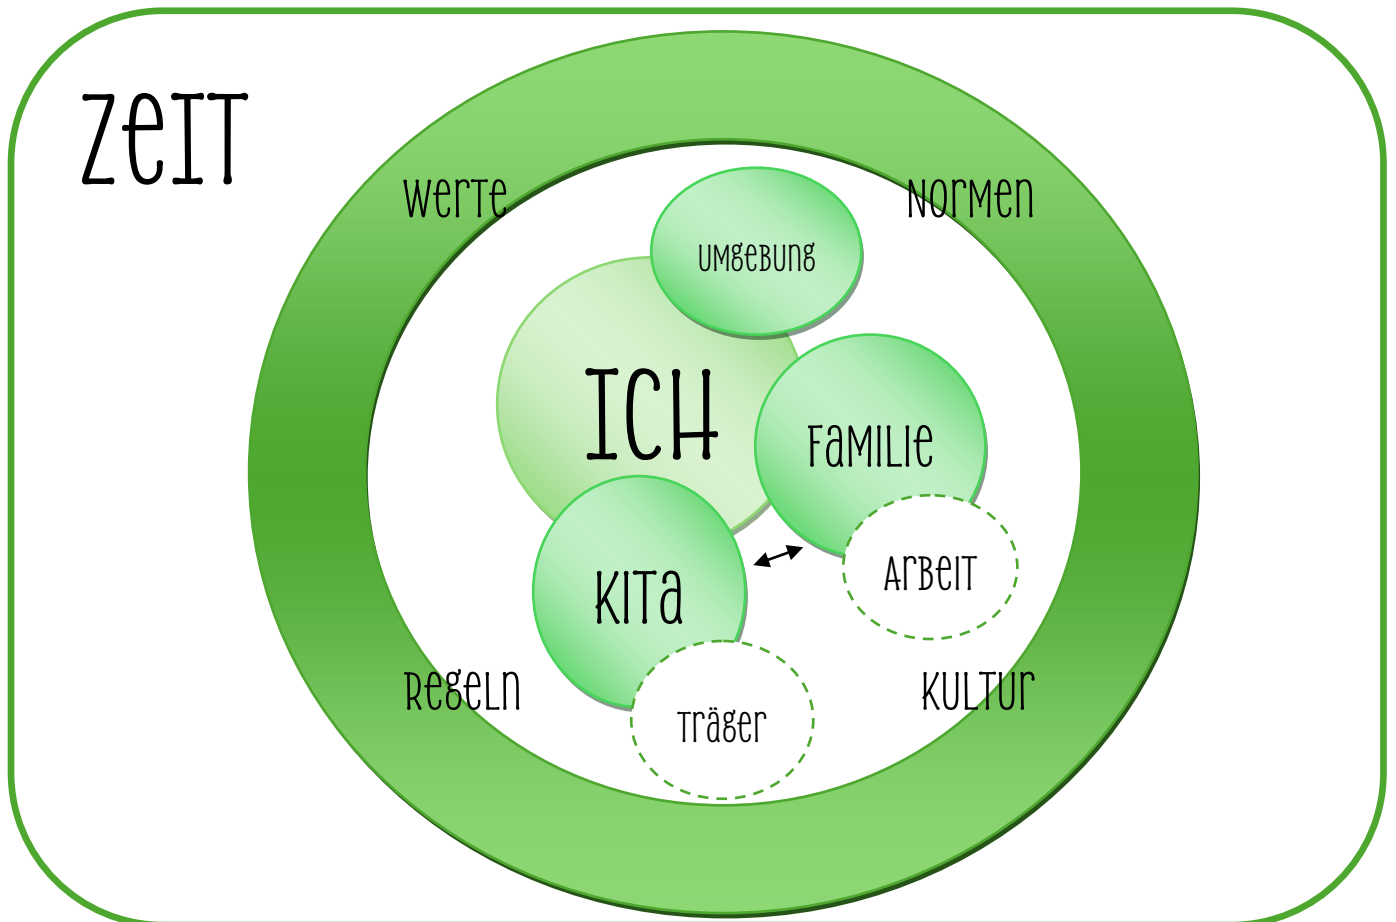 Zeit
Werte
Normen
Umgebung
ICH
Familie
Arbeit
Kita
Regeln
Kultur
Träger